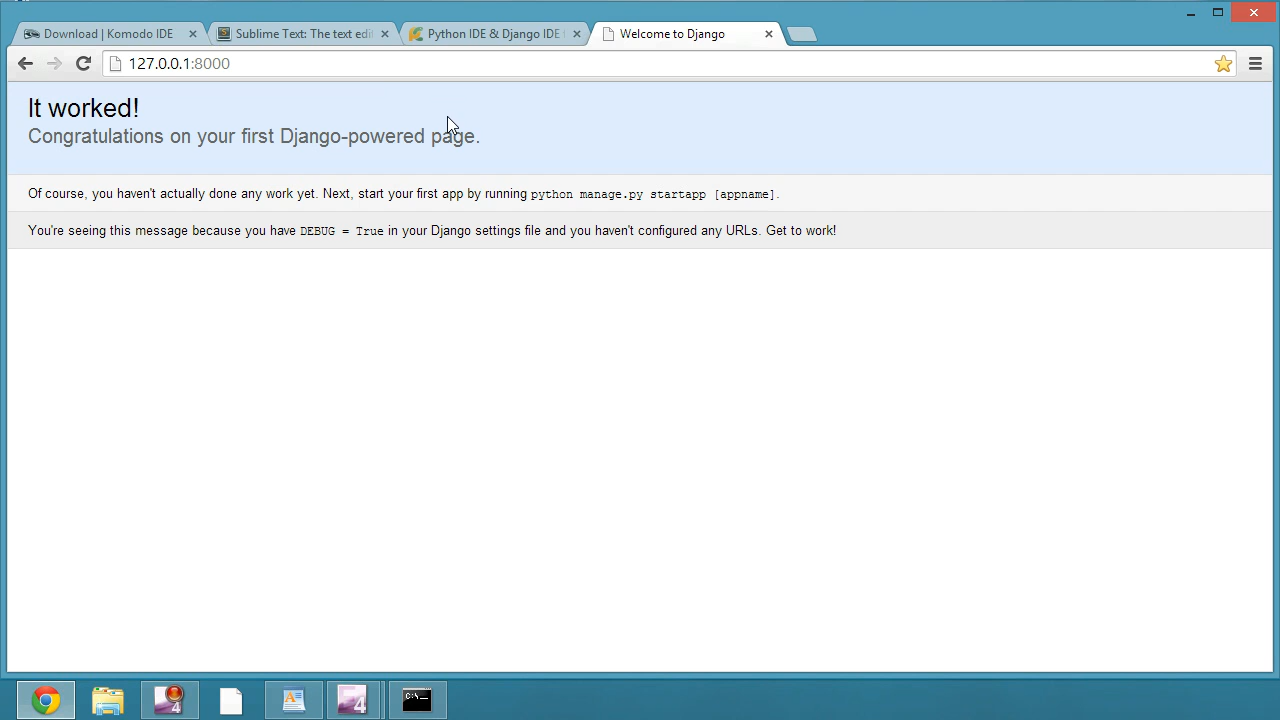 Download | Komodo IDE
Sublime Text: The text edi
Python IDE & Django IDE
Welcome to Django
127.0.0.1:8000
It worked!
Congratulations on your first Django-powered page.
Of course, you haven't actually done any work yet. Next, start your first app by running python manage.py startapp [appname].
You're seeing this message because you have DEBUG = True in your Django settings file and you haven't configured any URLs. Get to work!
4
4
C:\_